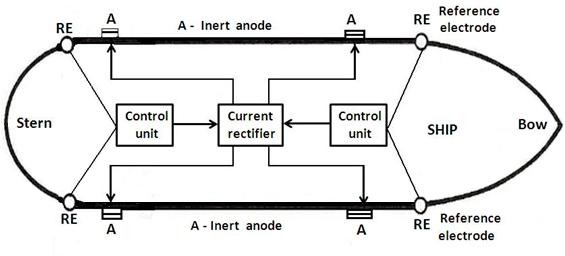 RE
A
A - Inert anode
A
RE
Reference
electrode
Stern
Control
unit
Current
rectifier
Control
unit
SHIP
Bow
RE
A
A - Inert anode
A
RE
Reference
electrode